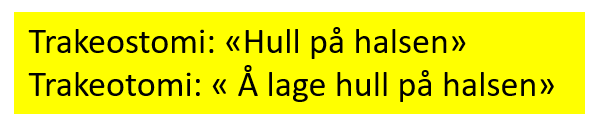 Trakeostomi: «Hull på halsen»
Trakeotomi: « Å lage hull på halsen»